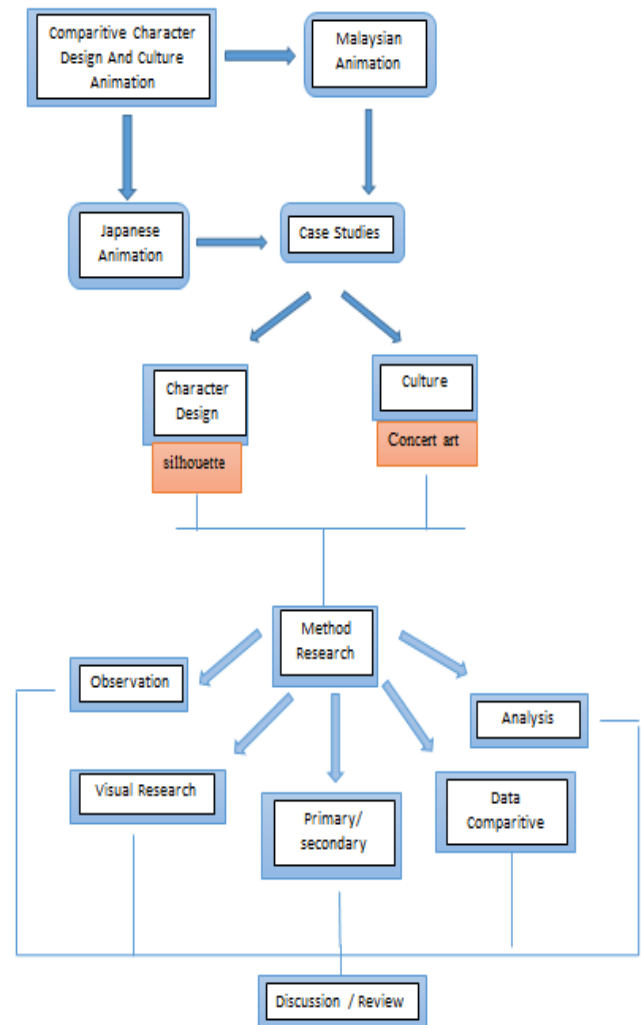 Comparitive Character
Design And Culture
Animation
Malaysian
Animation
Japanese
Animation
Case Studies
Character
Design
silhouette
Culture
Concert art
Method
Research
Observation
Analysis
Visual Research
Primary/
secondary
Data
Comparitive
Discussion / Review